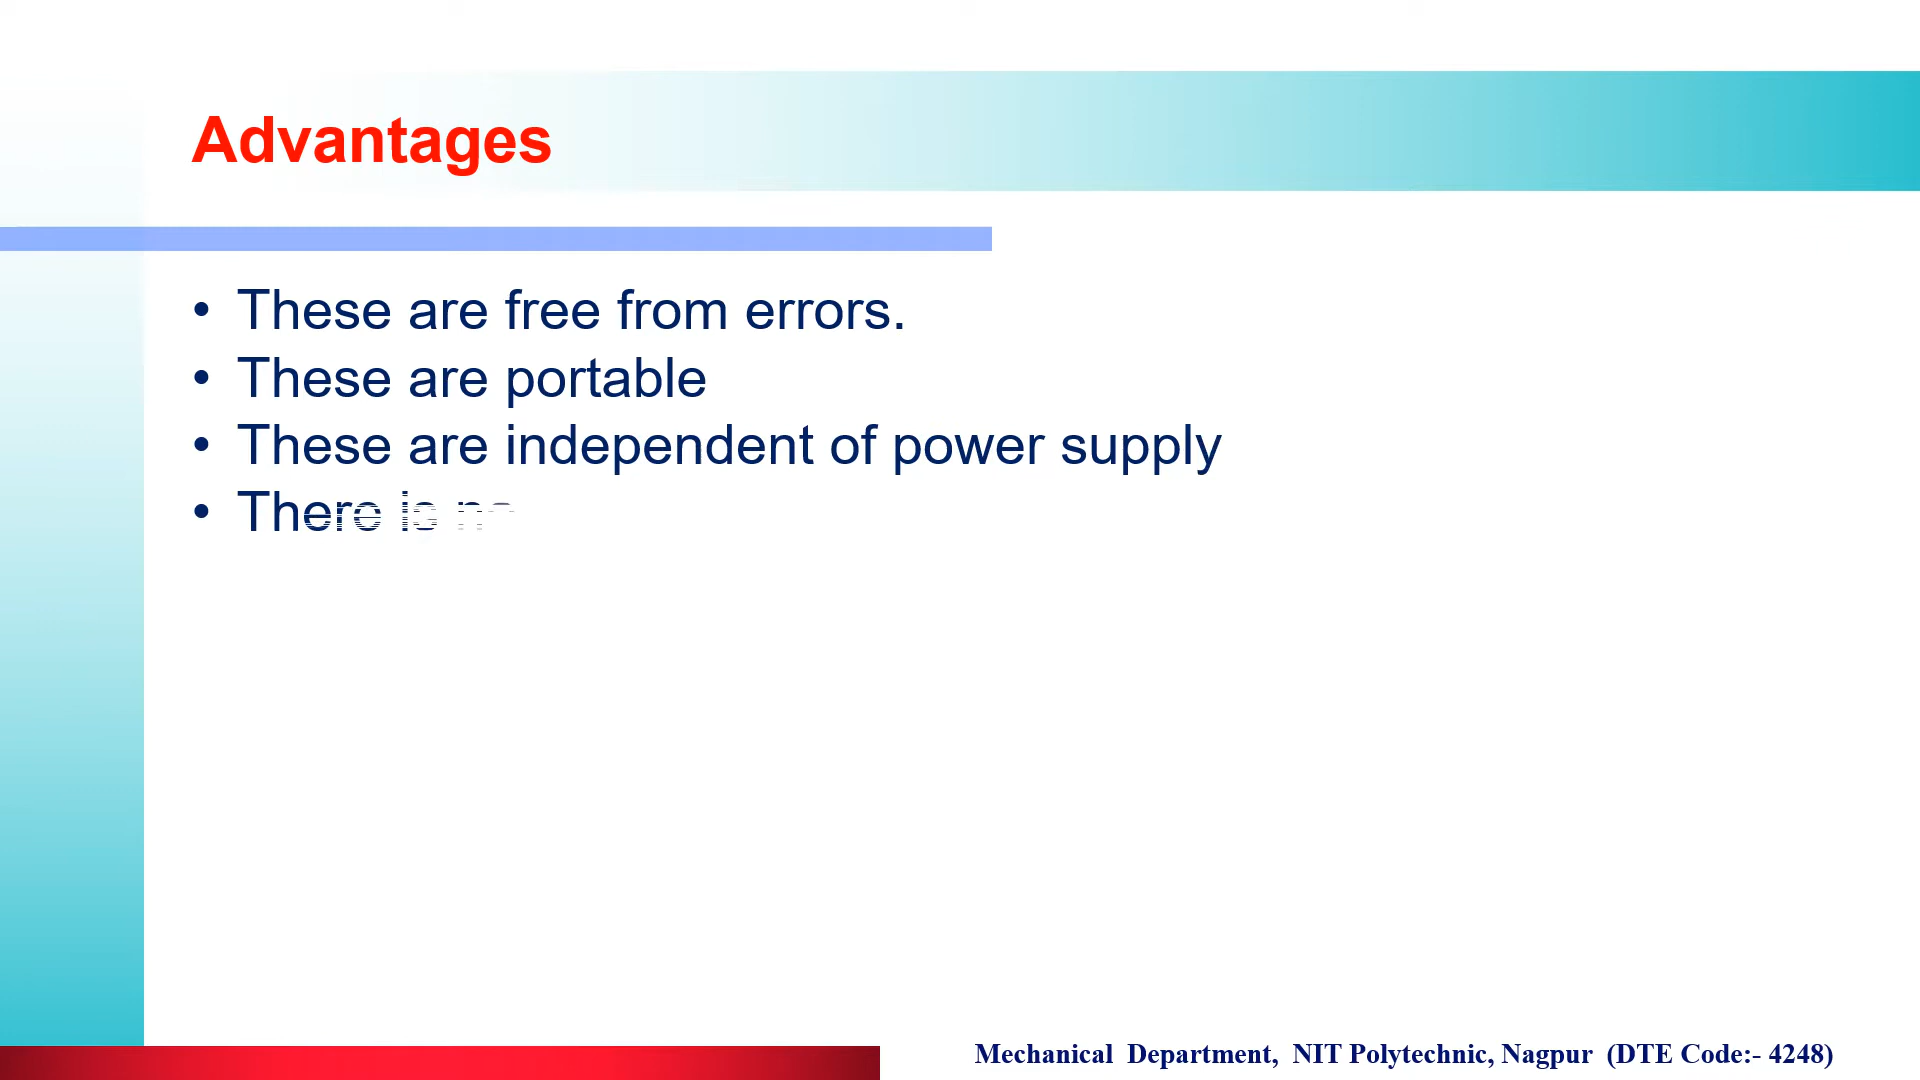 Advantages
• These are free from errors.
• These are portable
• These are independent of power supply
• There is
Mechanical Department, NIT Polytechnic, Nagpur (DTE Code:- 4248)